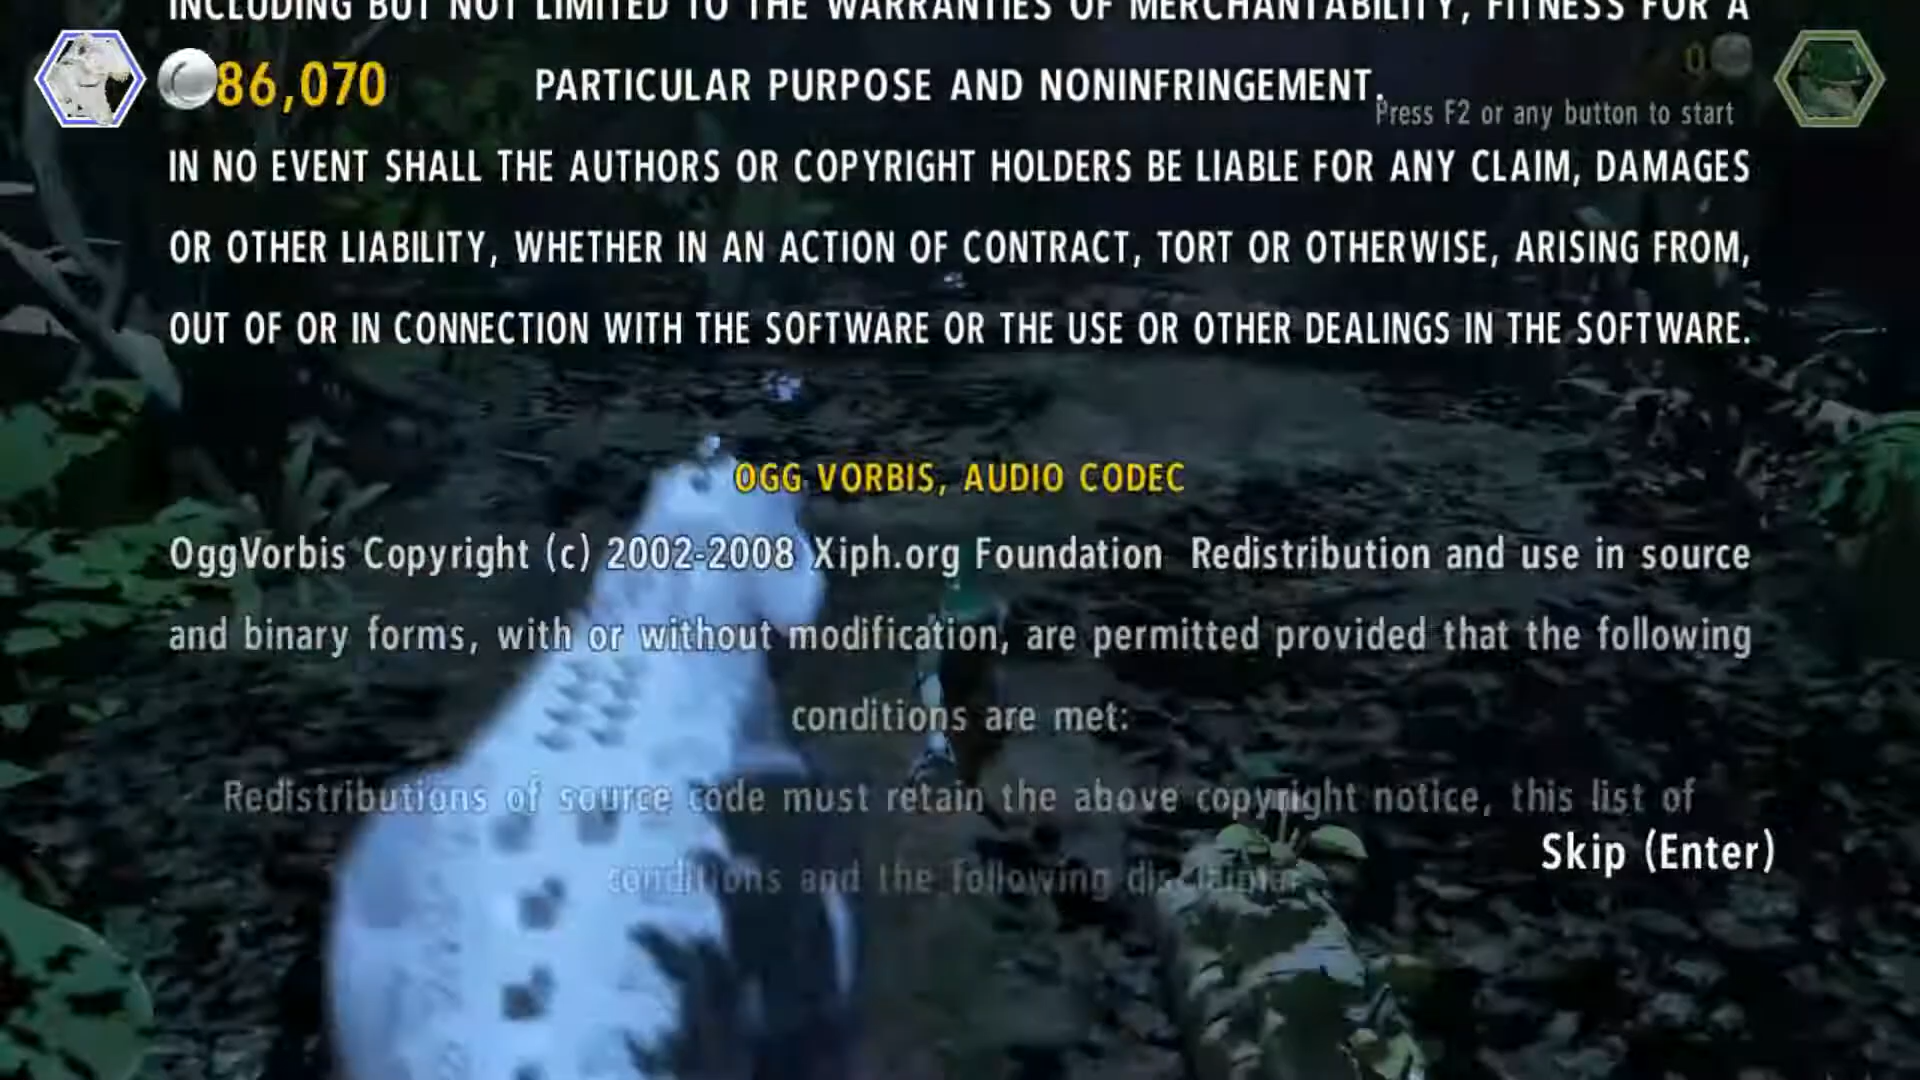 INCLUDING BUT NOT LIMITED TO THE WARRANTIES OF MERCHANTABILITY, FITNESS FOR A
86,070
0
PARTICULAR PURPOSE AND NONINFRINGEMENT.
Press F2 or any button to start
IN NO EVENT SHALL THE AUTHORS OR COPYRIGHT HOLDERS BE LIABLE FOR ANY CLAIM, DAMAGES
OR OTHER LIABILITY, WHETHER IN AN ACTION OF CONTRACT, TORT OR OTHERWISE, ARISING FROM,
OUT OF OR IN CONNECTION WITH THE SOFTWARE OR THE USE OR OTHER DEALINGS IN THE SOFTWARE.
OGG VORBIS, AUDIO CODEC
OggVorbis Copyright (c) 2002-2008 Xiph.org Foundation Redistribution and use in source
and binary forms, with or without modification, are permitted provided that the following
conditions are met:
Redistributions of source code must retain the above copyright notice, this list of
conditions and the following disclaimer
Skip (Enter)